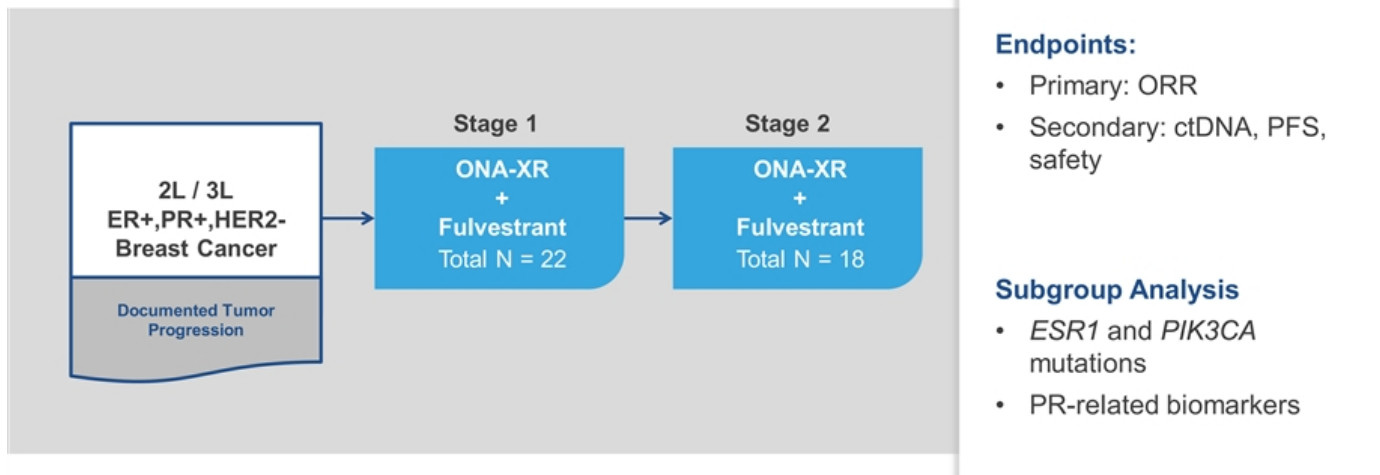 2L / 3L
ER+,PR+,HER2-
Breast Cancer
Documented Tumor
Progression
Stage 1
ONA-XR
+
Fulvestrant
Total N = 22
Stage 2
ONA-XR
+
Fulvestrant
Total N = 18
Endpoints:
• Primary: ORR
• Secondary: ctDNA, PFS,
safety
Subgroup Analysis
• ESR1 and PIK3CA
mutations
• PR-related biomarkers